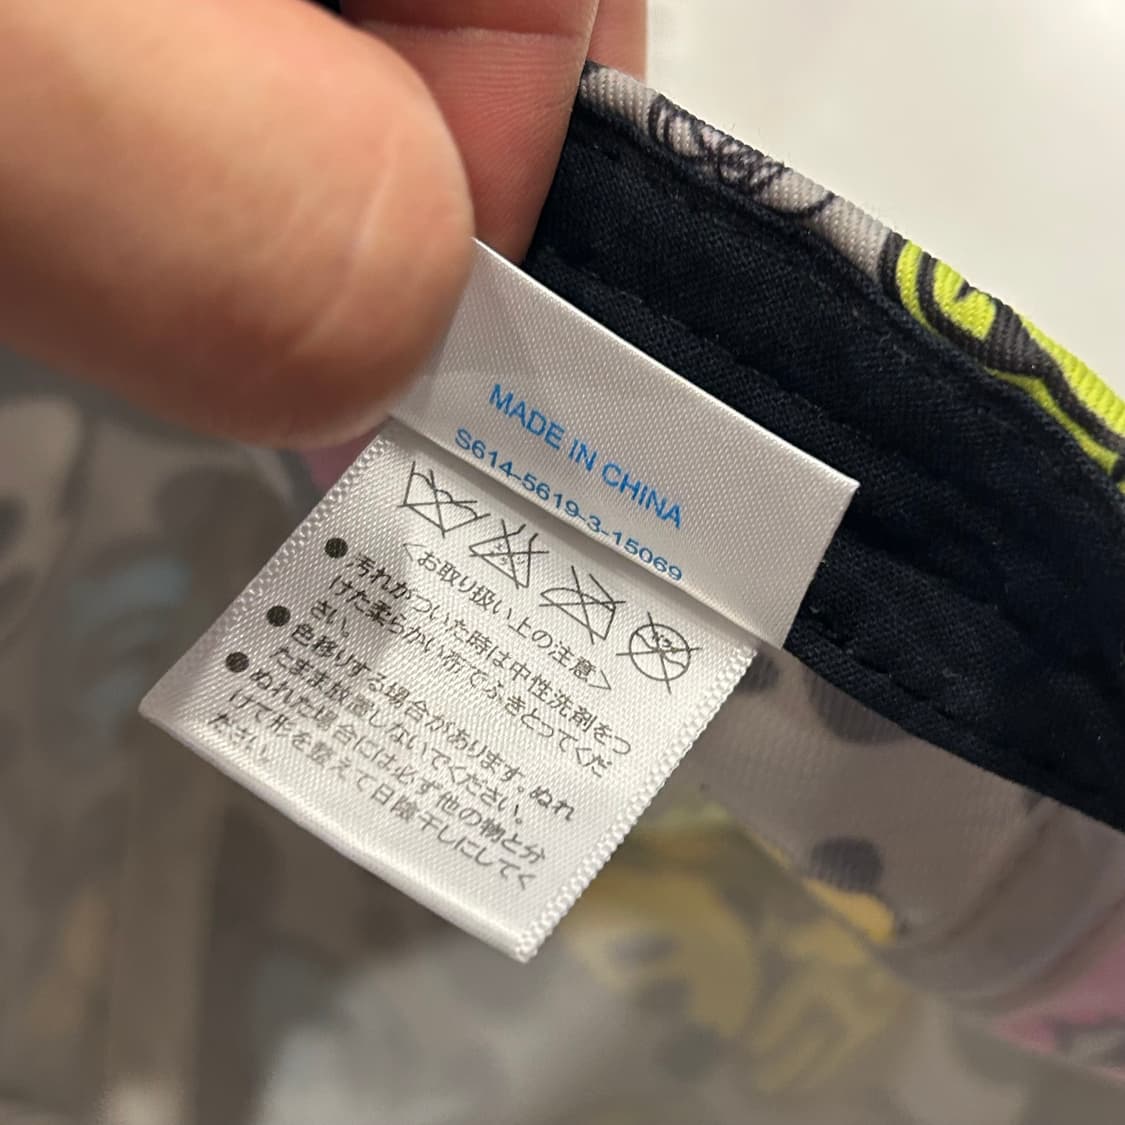 MADE IN CHINA
S614-5619-3-15069
<お取り扱い上の注意>
●汚れがついた時は中性洗剤をつ
けた柔らかい布でふきとってくだ
さい。
●色移りする場合があります。ぬれ
たまま放置しないでください。
●ぬれた場合には必ず他の物と分
けて形を整えて日陰干しにしてく
ださい。